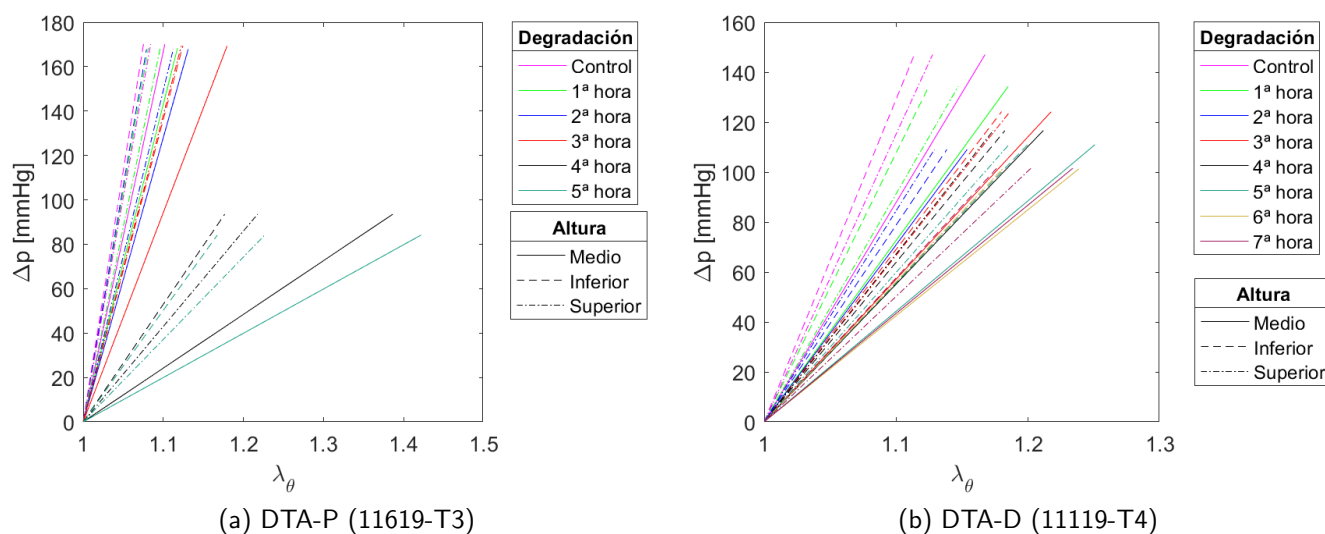 180
160
140
120
100
80
60
40
20
0
Δp [mmHg]
1
1.1
1.2
1.3
1.4
1.5
λθ
Degradación
Control
1ª hora
2ª hora
3ª hora
4ª hora
5ª hora
Altura
Medio
Inferior
Superior
(a) DTA-P (11619-T3)
160
140
120
100
80
60
40
20
0
Δp [mmHg]
1
1.1
1.2
1.3
λθ
Degradación
Control
1ª hora
2ª hora
3ª hora
4ª hora
5ª hora
6ª hora
7ª hora
Altura
Medio
Inferior
Superior
(b) DTA-D (11119-T4)